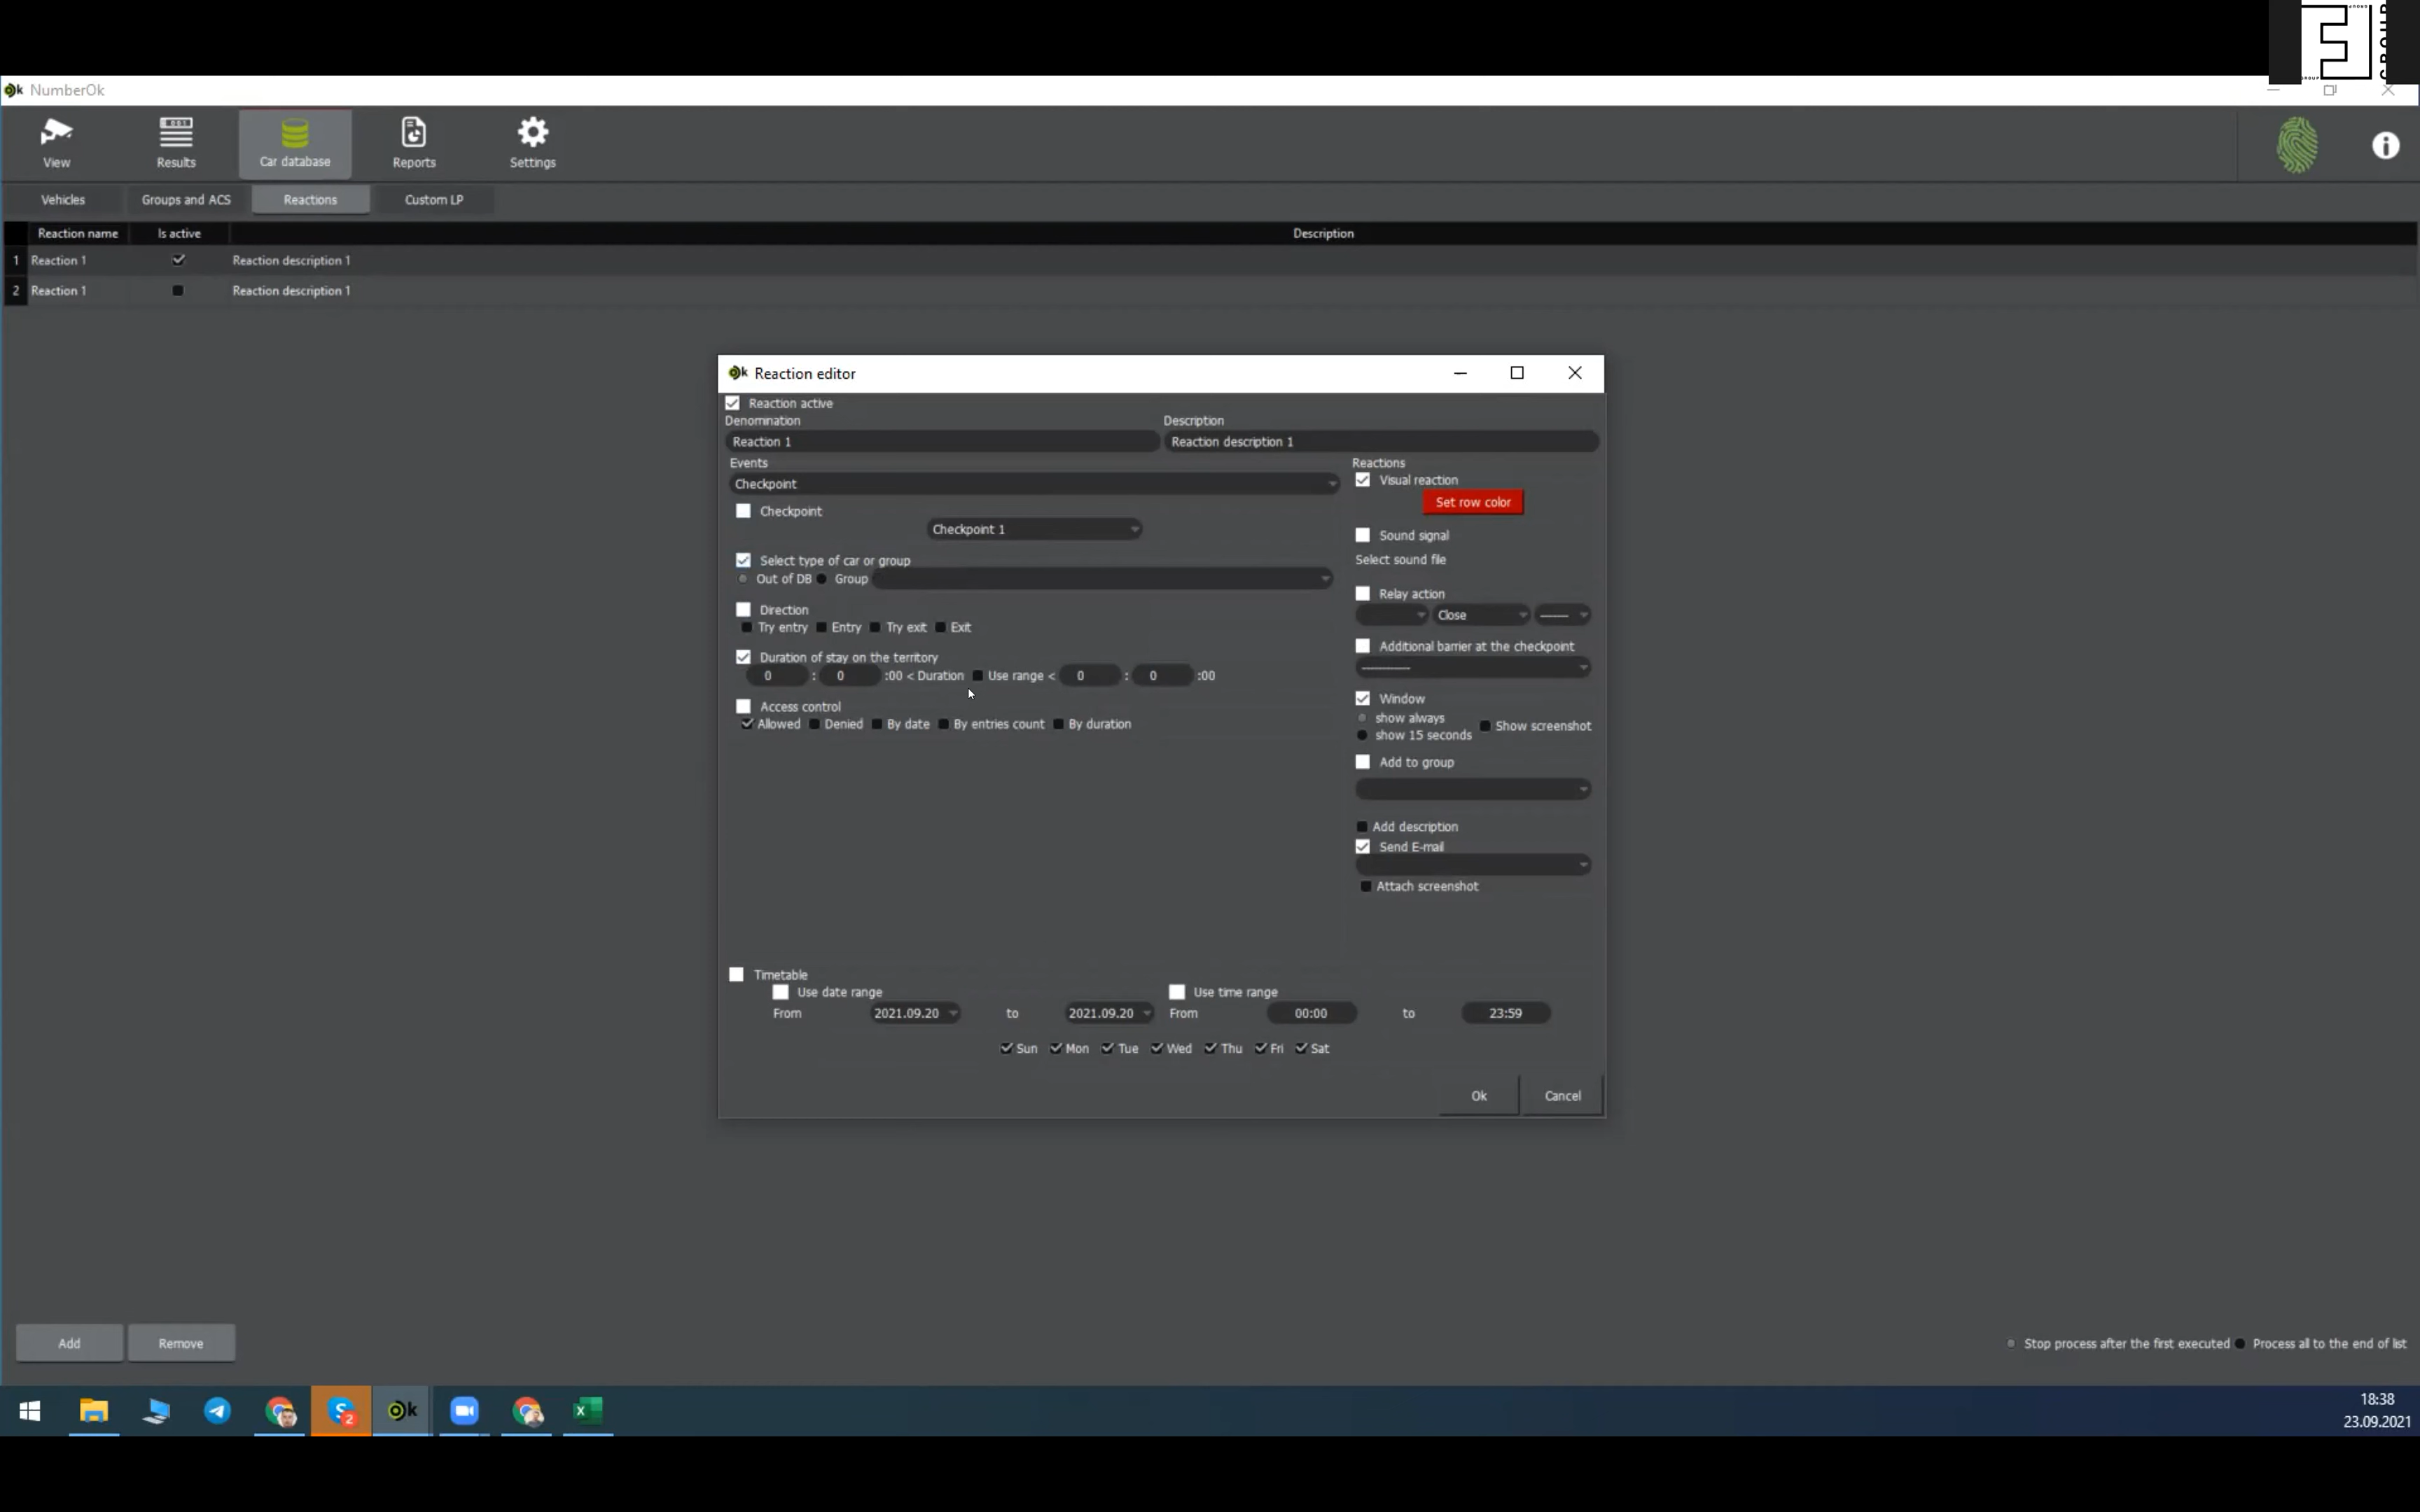 NumberOk
View Results Car database Reports Settings
Vehicles Groups and ACS Reactions Custom LP
Reaction name Is active Description
1 Reaction 1 Reaction description 1
2 Reaction 1 Reaction description 1
Reaction editor
Reaction active
Denomination Description
Reaction 1 Reaction description 1
Events
Checkpoint
Checkpoint
Checkpoint 1
Select type of car or group
Out of DB Group
Direction
Try entry Entry Try exit Exit
Duration of stay on the territory
0 : 0 :00 < Duration Use range < 0 : 0 :00
Access control
Allowed Denied By date By entries count By duration
Reactions
Visual reaction
Set row color
Sound signal
Select sound file
Relay action
Close
Additional barrier at the checkpoint
Window
show always
show 15 seconds
Show screenshot
Add to group
Add description
Send E-mail
Attach screenshot
Timetable
Use date range Use time range
From 2021.09.20 to 2021.09.20 From 00:00 to 23:59
Sun Mon Tue Wed Thu Fri Sat
Ok Cancel
Add Remove
Stop process after the first executed Process all to the end of list
18:38
23.09.2021